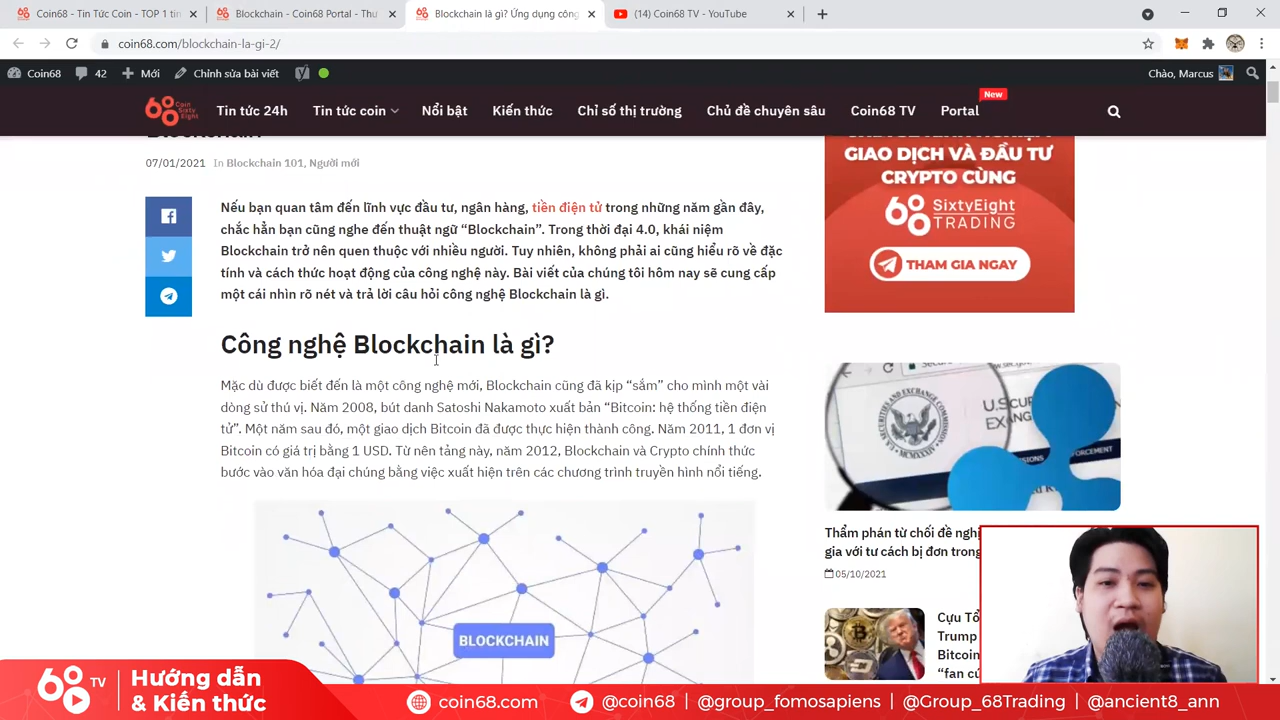 Coin68 - Tin Tức Coin - TOP 1 tin
Blockchain - Coin68 Portal - Thư
Blockchain là gì? Ứng dụng công
(14) Coin68 TV - YouTube
coin68.com/blockchain-la-gi-2/
Coin68
42
Mới
Chỉnh sửa bài viết
Chào, Marcus
68 Coin Sixty Eight
Tin tức 24h
Tin tức coin
Nổi bật
Kiến thức
Chỉ số thị trường
Chủ đề chuyên sâu
Coin68 TV
Portal
New
Blockchain
07/01/2021 In Blockchain 101, Người mới
Nếu bạn quan tâm đến lĩnh vực đầu tư, ngân hàng, tiền điện tử trong những năm gần đây,
chắc hẳn bạn cũng nghe đến thuật ngữ “Blockchain”. Trong thời đại 4.0, khái niệm
Blockchain trở nên quen thuộc với nhiều người. Tuy nhiên, không phải ai cũng hiểu rõ về đặc
tính và cách thức hoạt động của công nghệ này. Bài viết của chúng tôi hôm nay sẽ cung cấp
một cái nhìn rõ nét và trả lời câu hỏi công nghệ Blockchain là gì.
Công nghệ Blockchain là gì?
Mặc dù được biết đến là một công nghệ mới, Blockchain cũng đã kịp “sắm” cho mình một vài
dòng sử thú vị. Năm 2008, bút danh Satoshi Nakamoto xuất bản “Bitcoin: hệ thống tiền điện
tử”. Một năm sau đó, một giao dịch Bitcoin đã được thực hiện thành công. Năm 2011, 1 đơn vị
Bitcoin có giá trị bằng 1 USD. Từ nền tảng này, năm 2012, Blockchain và Crypto chính thức
bước vào văn hóa đại chúng bằng việc xuất hiện trên các chương trình truyền hình nổi tiếng.
BLOCKCHAIN
GIAO DỊCH VÀ ĐẦU TƯ
CRYPTO CÙNG
68 SixtyEight
TRADING
THAM GIA NGAY
U.S.
EX
Thẩm phán từ chối đề nghị
gia với tư cách bị đơn trong
05/10/2021
Cựu Tổ
Trump
Bitcoin
“fan cu
68 TV
Hướng dẫn
& Kiến thức
coin68.com
@coin68 | @group_fomosapiens | @Group_68Trading | @ancient8_ann